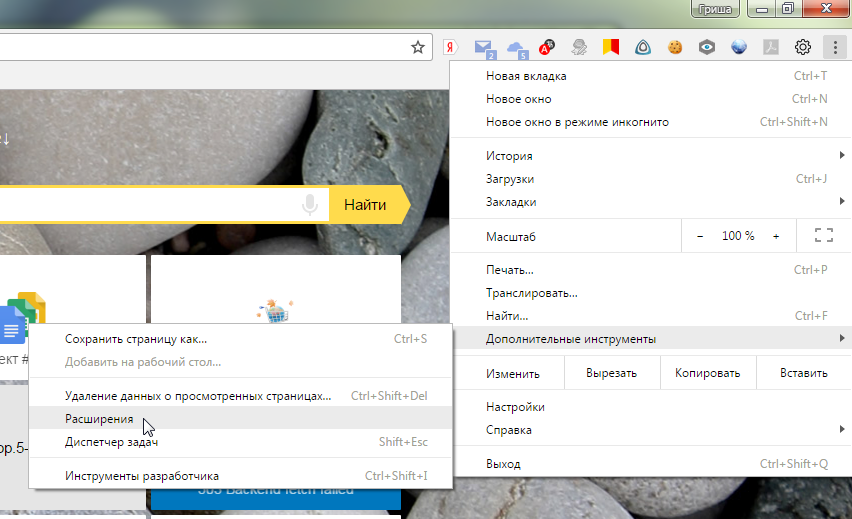 Гриша
Я
2
5
A
Новая вкладка Ctrl+T
Новое окно Ctrl+N
Новое окно в режиме инкогнито Ctrl+Shift+N
История
Загрузки Ctrl+J
Закладки
Масштаб − 100 % +
Печать... Ctrl+P
Транслировать...
Найти... Ctrl+F
Дополнительные инструменты
Изменить Вырезать Копировать Вставить
Настройки
Справка
Выход Ctrl+Shift+Q
Найти
ект #
Сохранить страницу как... Ctrl+S
Добавить на рабочий стол...
Удаление данных о просмотренных страницах... Ctrl+Shift+Del
Расширения
Диспетчер задач Shift+Esc
Инструменты разработчика Ctrl+Shift+I
ор.5-
503 Backend fetch failed